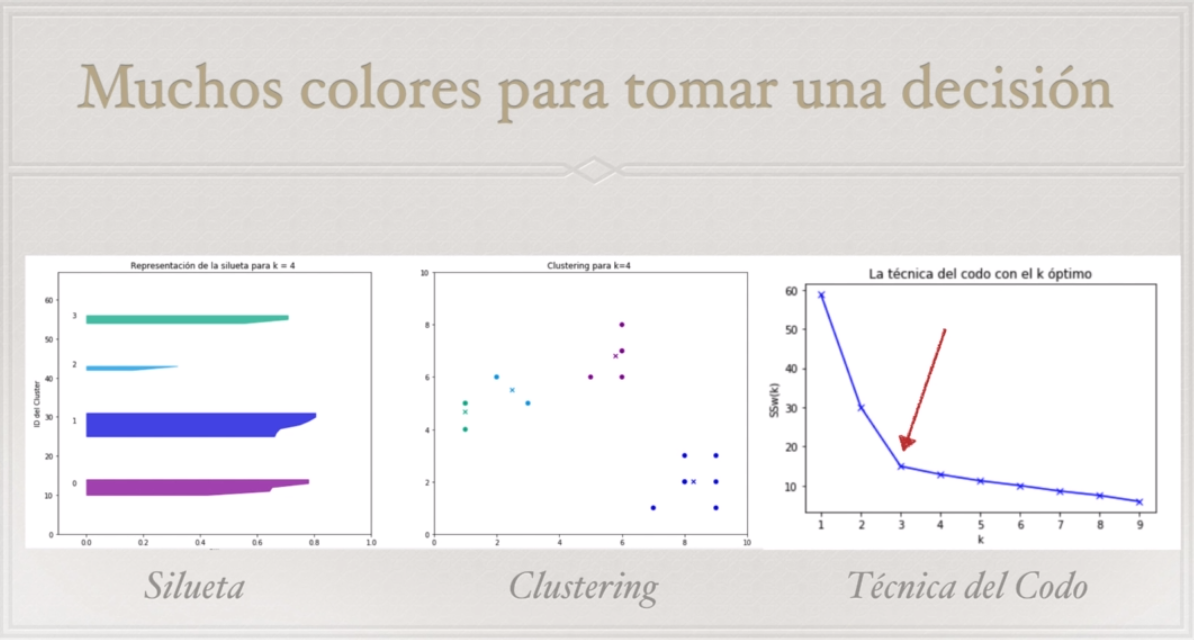 Muchos colores para tomar una decisión
Representación de la silueta para k = 4
ID del Cluster
60
50
40
30
20
10
0
3
2
1
0
0.0 0.2 0.4 0.6 0.8 1.0
Clustering para k=4
10
8
6
4
2
0
0 2 4 6 8 10
La técnica del codo con el k óptimo
SSw(k)
60
50
40
30
20
10
1 2 3 4 5 6 7 8 9
k
Silueta
Clustering
Técnica del Codo